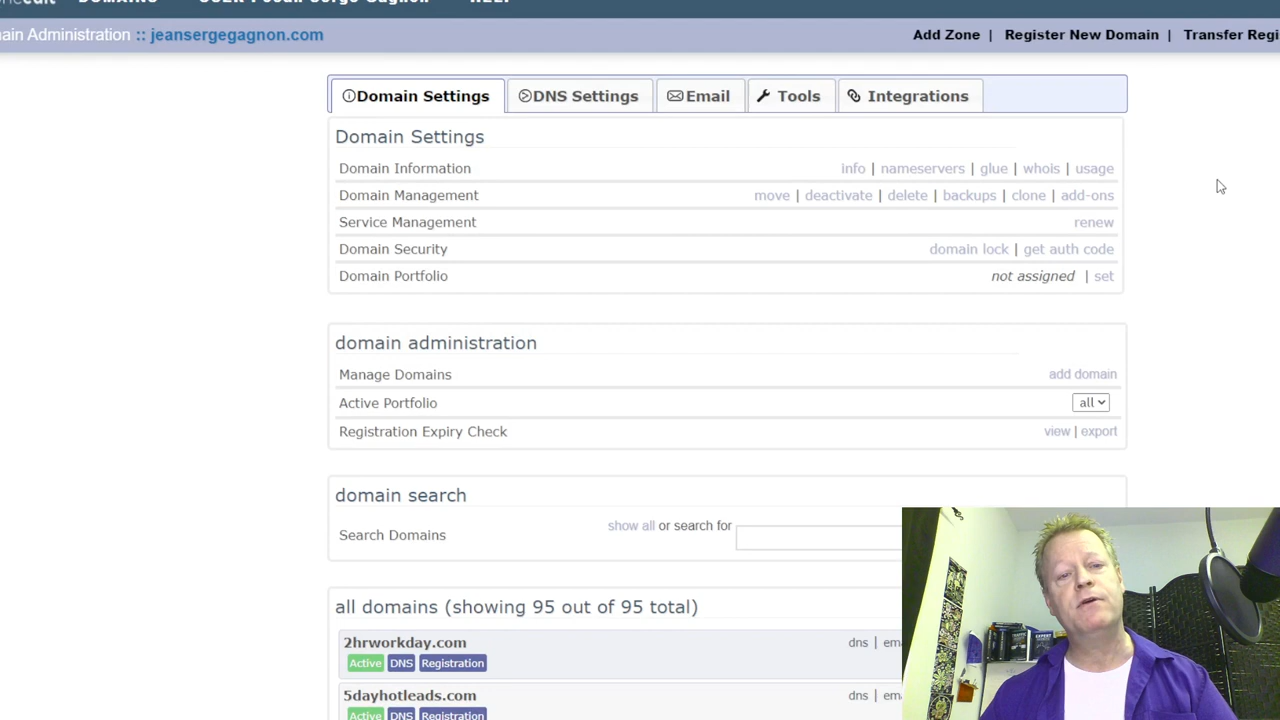 DOMAINS HELP
ain Administration :: jeansergegagnon.com
Add Zone | Register New Domain | Transfer Regi
Domain Settings DNS Settings Email Tools Integrations
Domain Settings
Domain Information info | nameservers | glue | whois | usage
Domain Management move | deactivate | delete | backups | clone | add-ons
Service Management renew
Domain Security domain lock | get auth code
Domain Portfolio not assigned | set
domain administration
Manage Domains add domain
Active Portfolio all
Registration Expiry Check view | export
domain search
Search Domains show all or search for
all domains (showing 95 out of 95 total)
2hrworkday.com dns | ema
Active DNS Registration
5dayhotleads.com dns | ema
Active DNS Registration